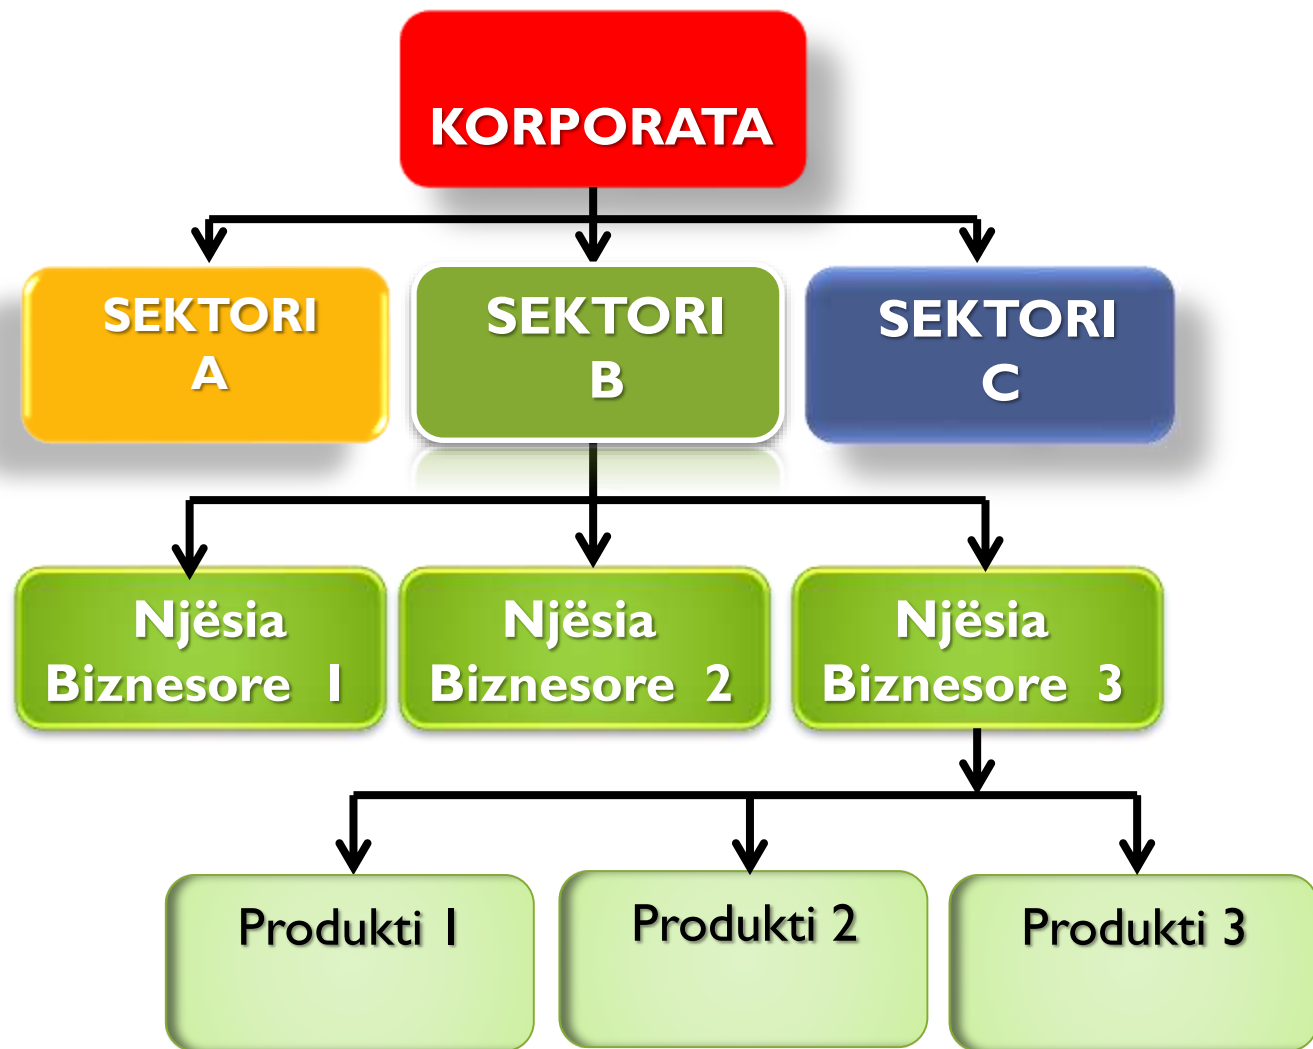 KORPORATA
SEKTORI
A
SEKTORI
B
SEKTORI
C
Njësia
Biznesore 1
Njësia
Biznesore 2
Njësia
Biznesore 3
Produkti 1
Produkti 2
Produkti 3